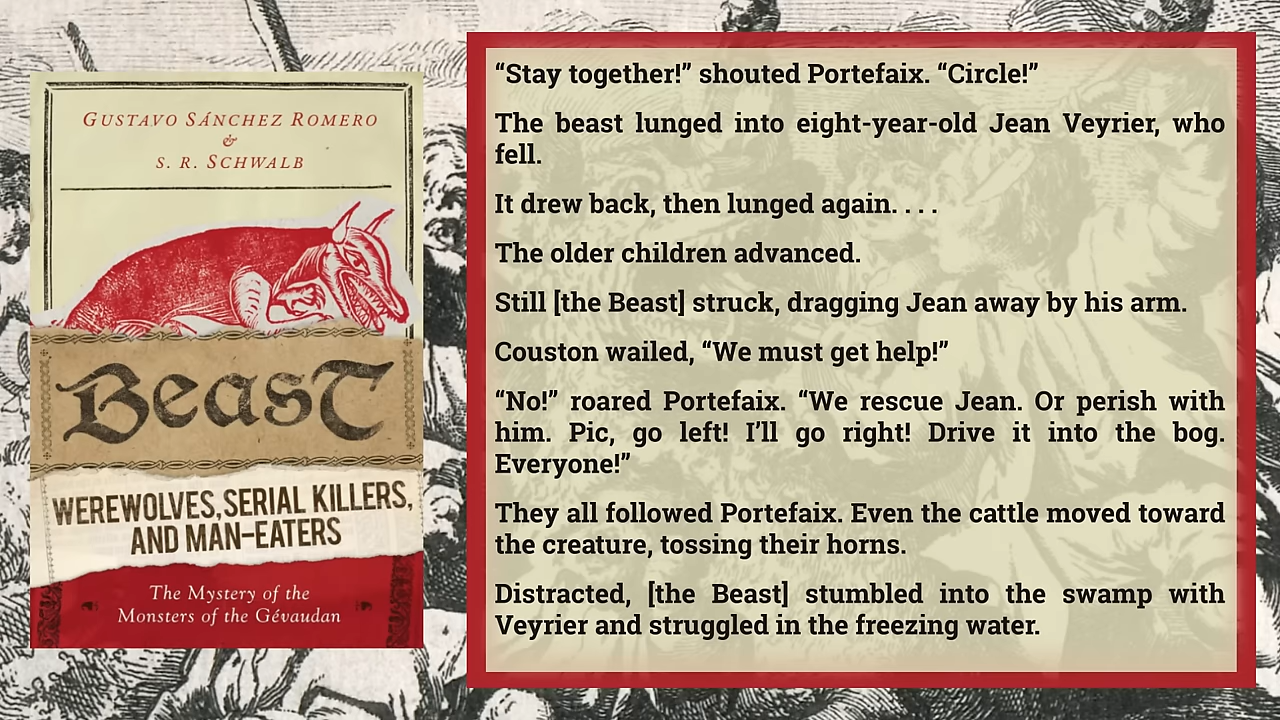 GUSTAVO SÁNCHEZ ROMERO
&
S. R. SCHWALB
Beast
WEREWOLVES, SERIAL KILLERS,
AND MAN-EATERS
The Mystery of the
Monsters of the Gévaudan
“Stay together!” shouted Portefaix. “Circle!”
The beast lunged into eight-year-old Jean Veyrier, who
fell.
It drew back, then lunged again. . . .
The older children advanced.
Still [the Beast] struck, dragging Jean away by his arm.
Couston wailed, “We must get help!”
“No!” roared Portefaix. “We rescue Jean. Or perish with
him. Pic, go left! I’ll go right! Drive it into the bog.
Everyone!”
They all followed Portefaix. Even the cattle moved toward
the creature, tossing their horns.
Distracted, [the Beast] stumbled into the swamp with
Veyrier and struggled in the freezing water.